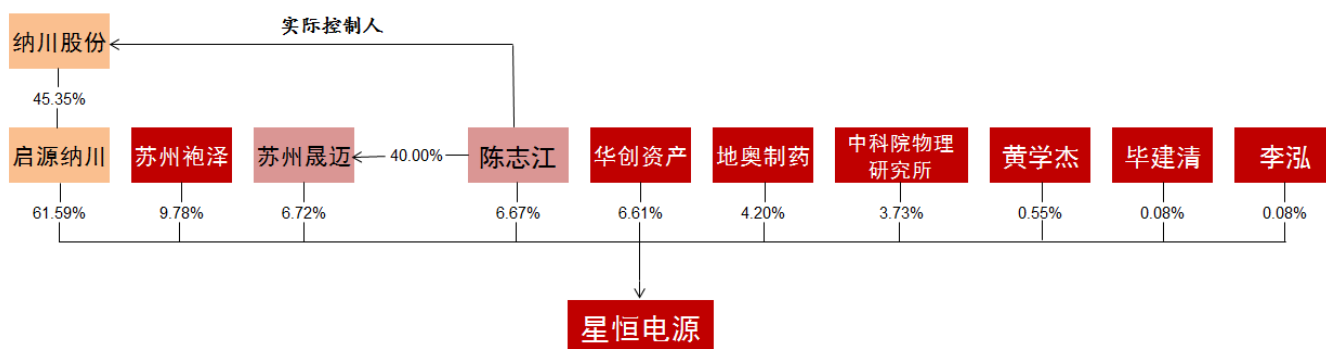 实际控制人
纳川股份
45.35%
启源纳川
苏州袍泽
苏州晟迈
40.00%
陈志江
华创资产
地奥制药
中科院物理
研究所
黄学杰
毕建清
李泓
61.59%
9.78%
6.72%
6.67%
6.61%
4.20%
3.73%
0.55%
0.08%
0.08%
星恒电源